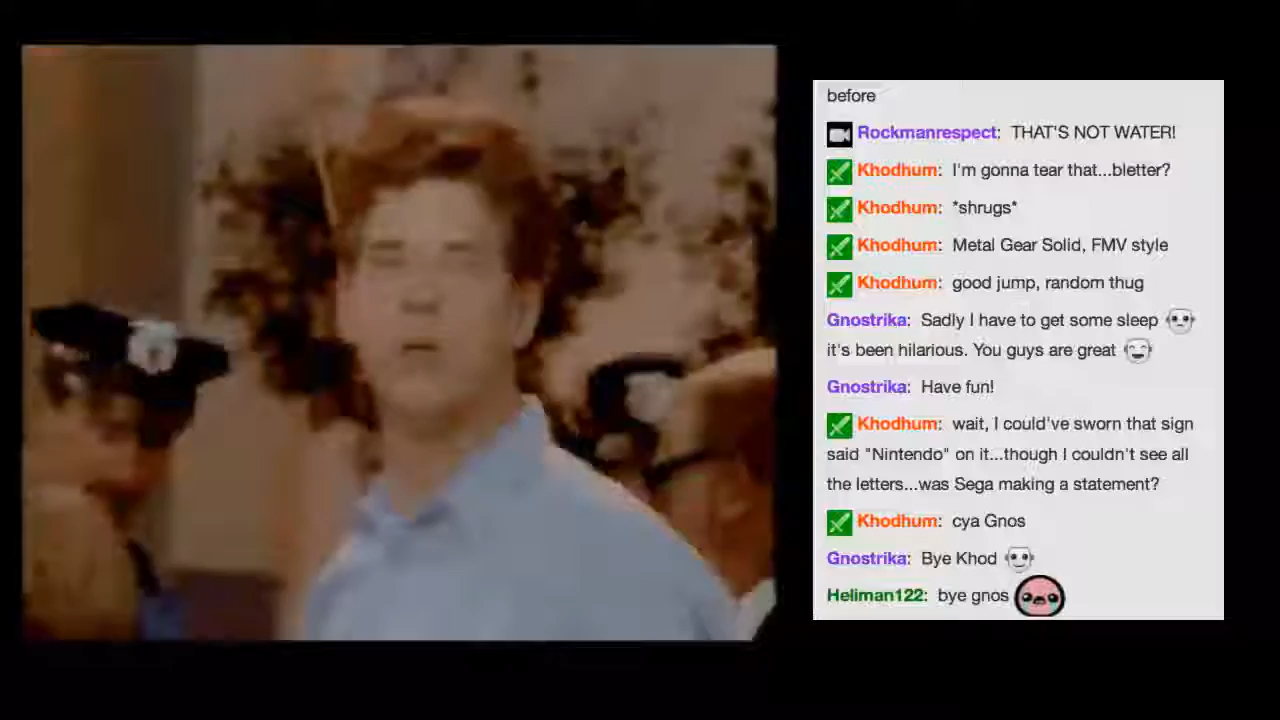 before
Rockmanrespect: THAT'S NOT WATER!
Khodhum: I'm gonna tear that...bletter?
Khodhum: *shrugs*
Khodhum: Metal Gear Solid, FMV style
Khodhum: good jump, random thug
Gnostrika: Sadly I have to get some sleep
it's been hilarious. You guys are great
Gnostrika: Have fun!
Khodhum: wait, I could've sworn that sign
said "Nintendo" on it...though I couldn't see all
the letters...was Sega making a statement?
Khodhum: cya Gnos
Gnostrika: Bye Khod
Heliman122: bye gnos